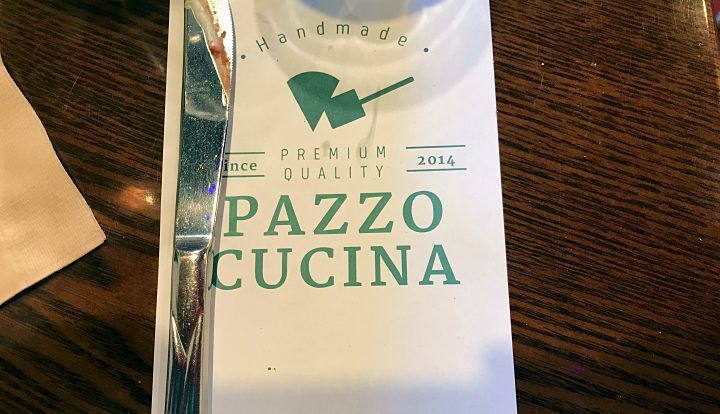 Handmade
ince PREMIUM 2014
QUALITY
PAZZO
CUCINA